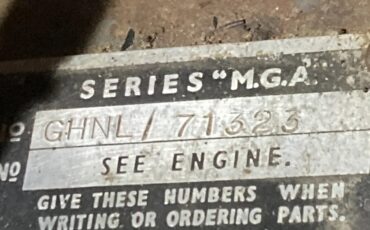 SERIES "M.G.A.
No GHNL/71323
No SEE ENGINE.
GIVE THESE NUMBERS WHEN
WRITING OR ORDERING PARTS.